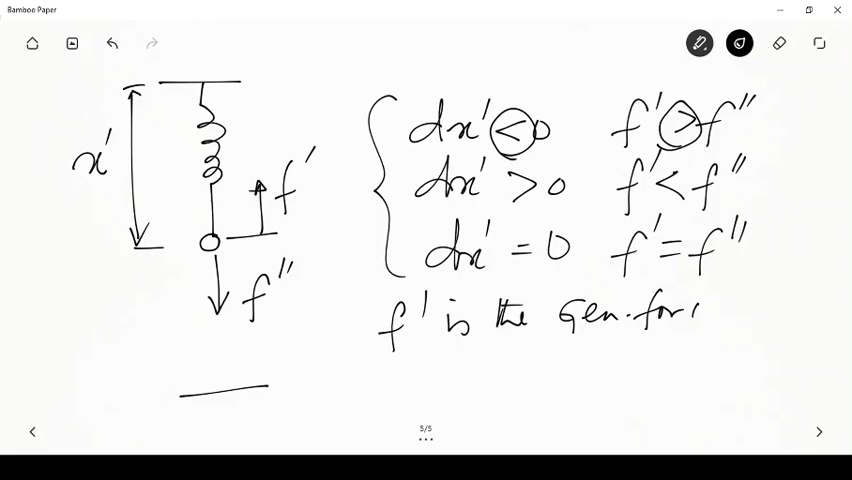 Bamboo Paper
x'
f'
f"
dx' < 0 f' > f"
dx' > 0 f' < f"
dx' = 0 f' = f"
f' is the Gen. for
5/5